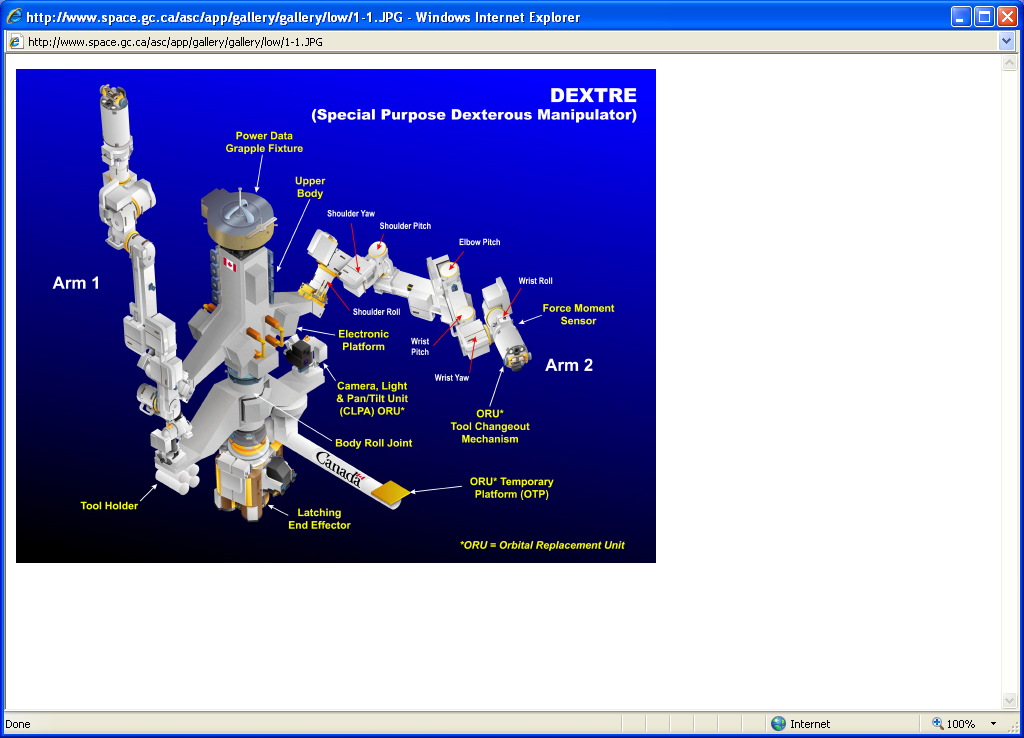 http://www.space.gc.ca/asc/app/gallery/gallery/low/1-1.JPG - Windows Internet Explorer
http://www.space.gc.ca/asc/app/gallery/gallery/low/1-1.JPG
DEXTRE
(Special Purpose Dexterous Manipulator)
Power Data
Grapple Fixture
Upper
Body
Shoulder Yaw
Shoulder Pitch
Elbow Pitch
Arm 1
Wrist Roll
Shoulder Roll
Force Moment
Sensor
Electronic
Platform
Wrist
Pitch
Arm 2
Wrist Yaw
Camera, Light
& Pan/Tilt Unit
(CLPA) ORU*
ORU*
Tool Changeout
Mechanism
Body Roll Joint
Canada
ORU* Temporary
Platform (OTP)
Tool Holder
Latching
End Effector
*ORU = Orbital Replacement Unit
Done
Internet
100%